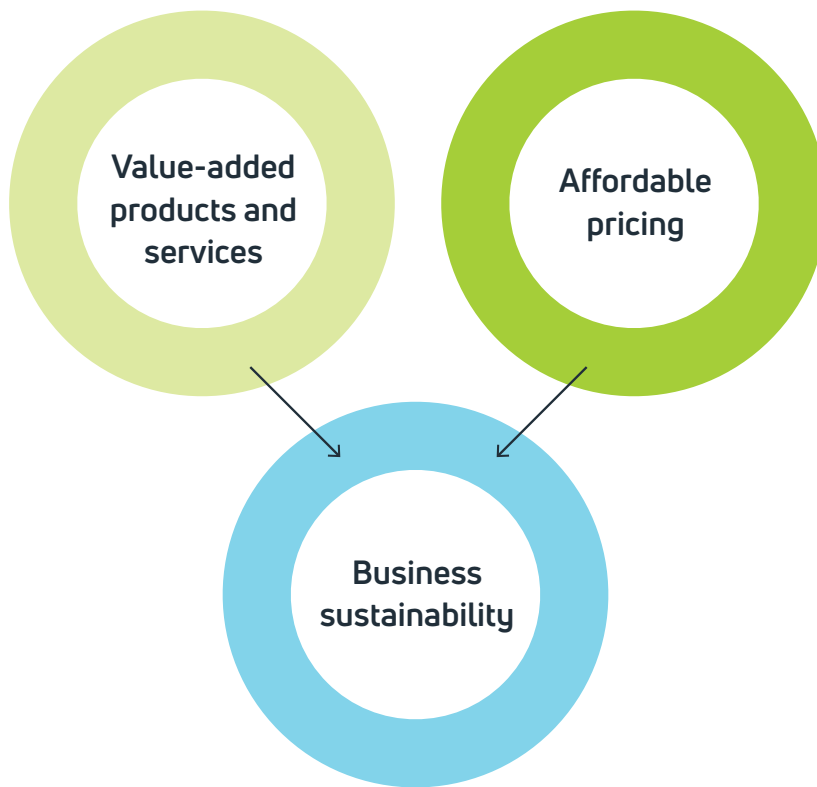 Value-added
products and
services
Affordable
pricing
Business
sustainability